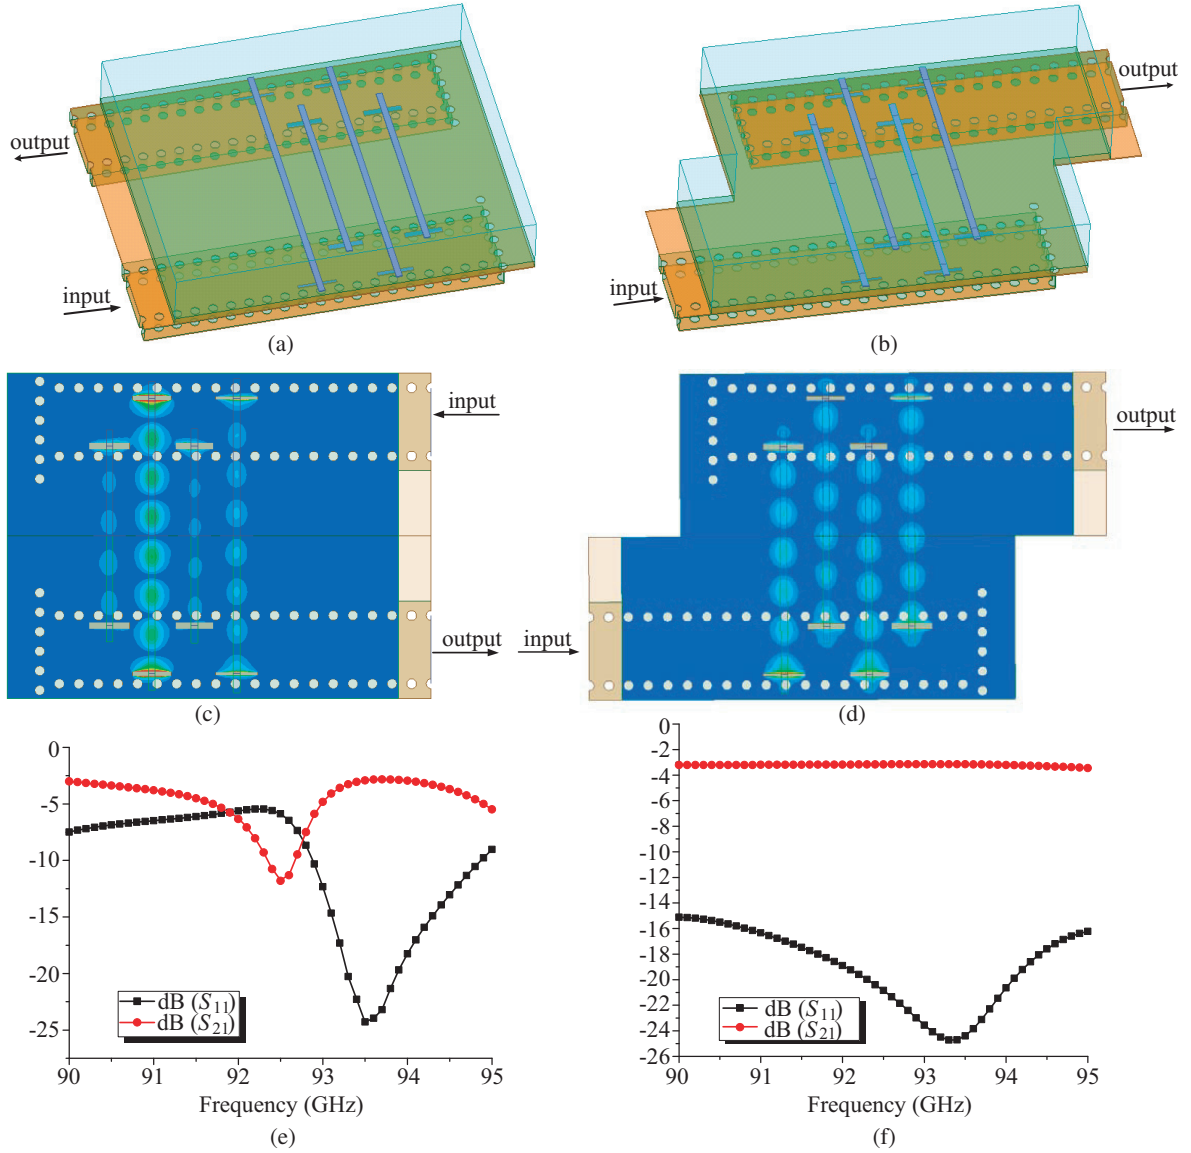 output
input
(a)
output
input
(b)
input
output
(c)
output
input
(d)
0
-5
-10
-15
-20
-25
90 91 92 93 94 95
dB (S11)
dB (S21)
Frequency (GHz)
(e)
0
-2
-4
-6
-8
-10
-12
-14
-16
-18
-20
-22
-24
-26
90 91 92 93 94 95
dB (S11)
dB (S21)
Frequency (GHz)
(f)